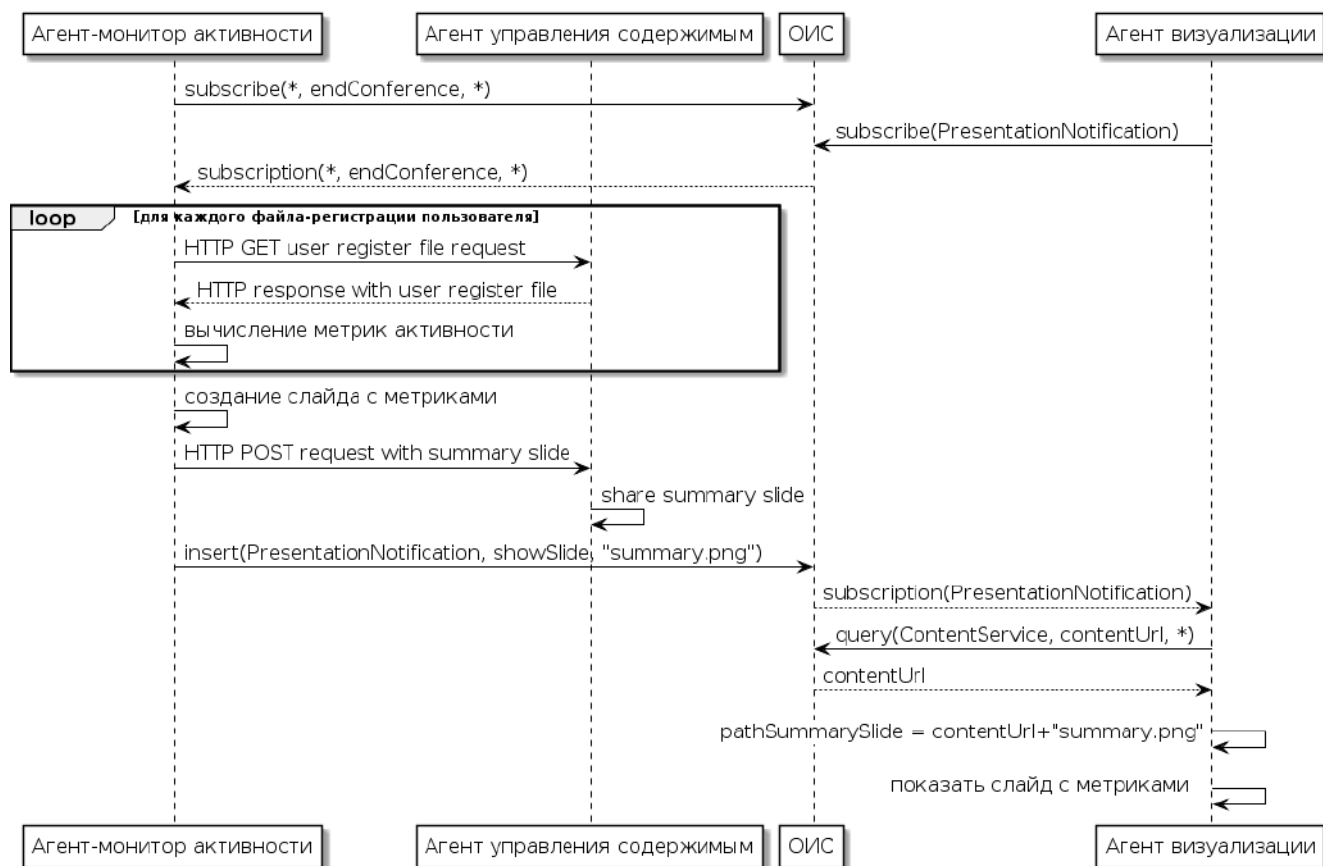 Агент-монитор активности
Агент управления содержимым
ОИС
Агент визуализации
subscribe(*, endConference, *)
subscribe(PresentationNotification)
subscription(*, endConference, *)
loop
[для каждого файла-регистрации пользователя]
HTTP GET user register file request
HTTP response with user register file
вычисление метрик активности
создание слайда с метриками
HTTP POST request with summary slide
share summary slide
insert(PresentationNotification, showSlide, "summary.png")
subscription(PresentationNotification)
query(ContentService, contentUrl, *)
contentUrl
pathSummarySlide = contentUrl+"summary.png"
показать слайд с метриками
Агент-монитор активности
Агент управления содержимым
ОИС
Агент визуализации